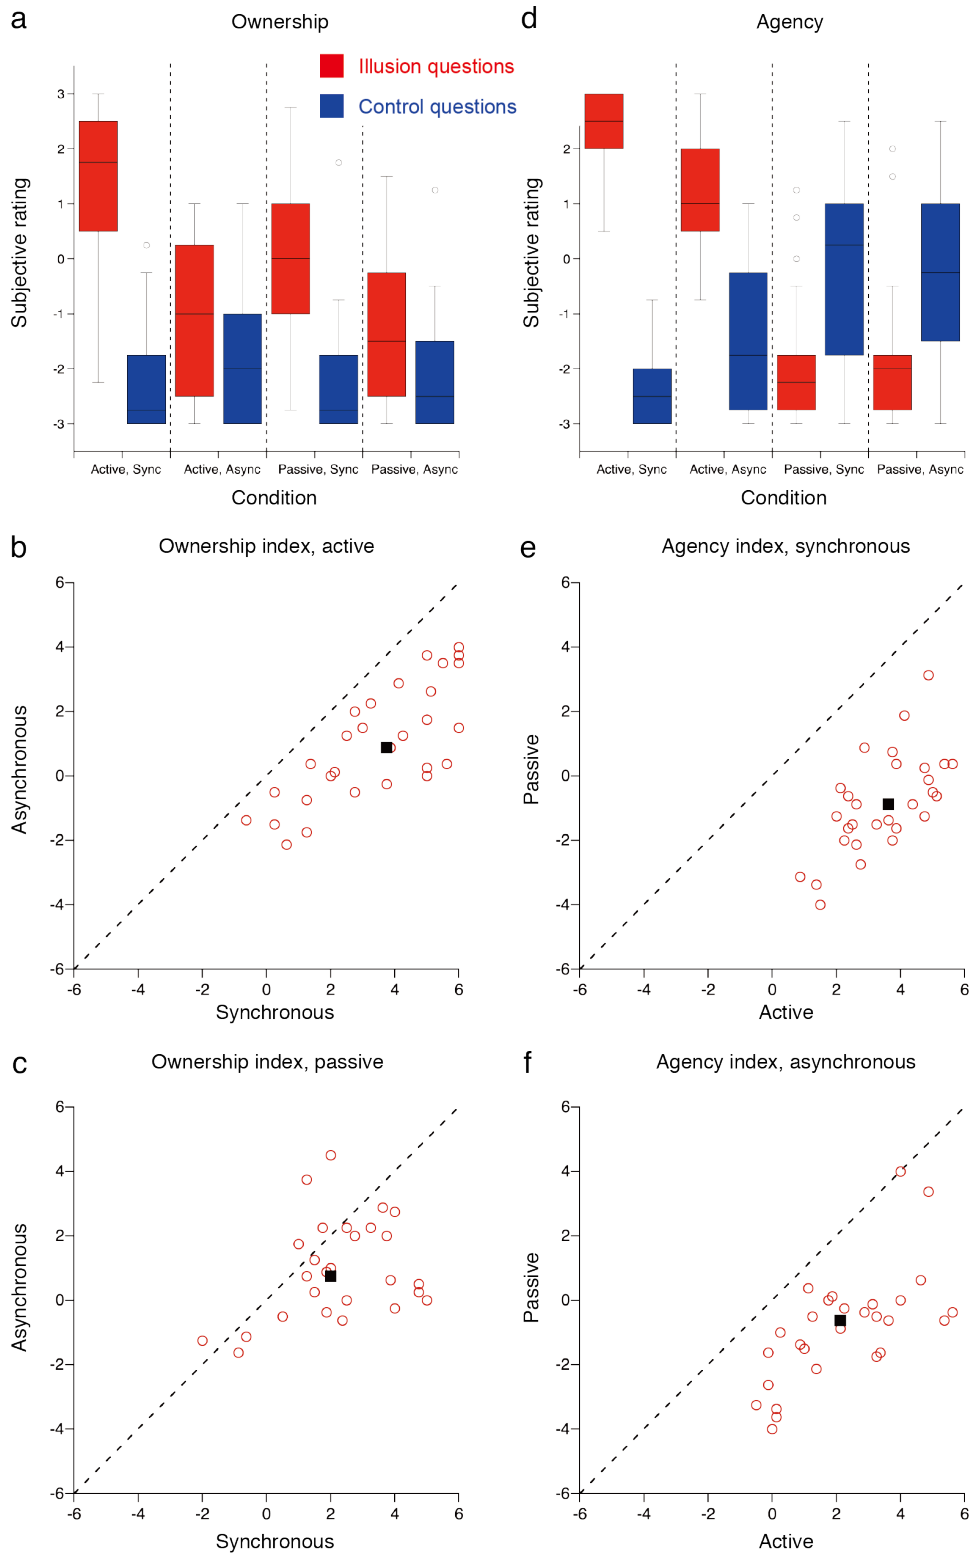 a
Ownership
Illusion questions
Control questions
Subjective rating
3
2
1
0
-1
-2
-3
Active, Sync
Active, Async
Passive, Sync
Passive, Async
Condition
d
Agency
Subjective rating
3
2
1
0
-1
-2
-3
Active, Sync
Active, Async
Passive, Sync
Passive, Async
Condition
b
Ownership index, active
Asynchronous
6
4
2
0
-2
-4
-6
-6 -4 -2 0 2 4 6
Synchronous
e
Agency index, synchronous
Passive
6
4
2
0
-2
-4
-6
-6 -4 -2 0 2 4 6
Active
c
Ownership index, passive
Asynchronous
6
4
2
0
-2
-4
-6
-6 -4 -2 0 2 4 6
Synchronous
f
Agency index, asynchronous
Passive
6
4
2
0
-2
-4
-6
-6 -4 -2 0 2 4 6
Active